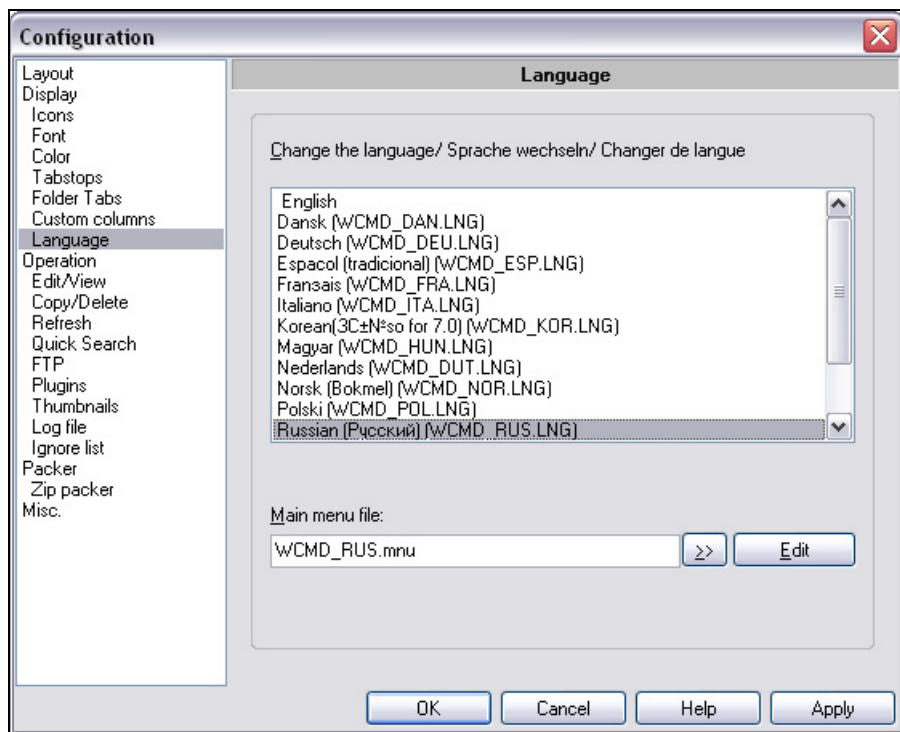 Configuration
Layout
Display
Icons
Font
Color
Tabstops
Folder Tabs
Custom columns
Language
Operation
Edit/View
Copy/Delete
Refresh
Quick Search
FTP
Plugins
Thumbnails
Log file
Ignore list
Packer
Zip packer
Misc.
Language
Change the language/ Sprache wechseln/ Changer de langue
English
Dansk (WCMD_DAN.LNG)
Deutsch (WCMD_DEU.LNG)
Espacol (tradicional) (WCMD_ESP.LNG)
Fransais (WCMD_FRA.LNG)
Italiano (WCMD_ITA.LNG)
Korean(3C±N²so for 7.0) (WCMD_KOR.LNG)
Magyar (WCMD_HUN.LNG)
Nederlands (WCMD_DUT.LNG)
Norsk (Bokmel) (WCMD_NOR.LNG)
Polski (WCMD_POL.LNG)
Russian (Русский) (WCMD_RUS.LNG)
Main menu file:
WCMD_RUS.mnu >> Edit
OK Cancel Help Apply